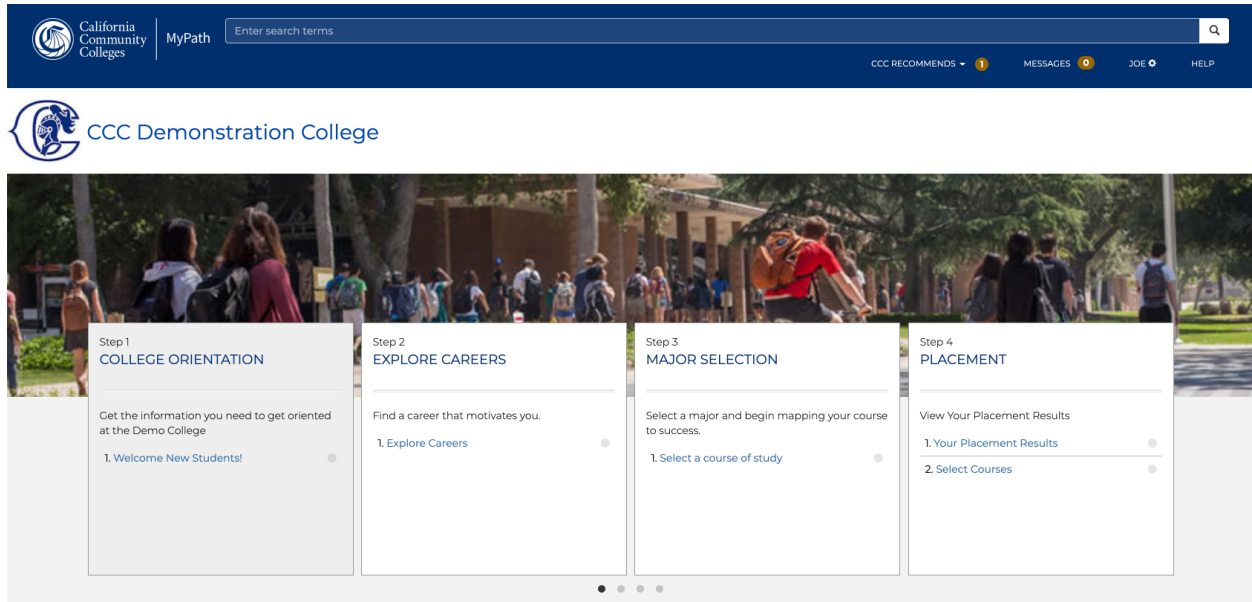 California
Community
Colleges
MyPath
Enter search terms
CCC RECOMMENDS 1
MESSAGES 0
JOE
HELP
CCC Demonstration College
Step 1
COLLEGE ORIENTATION
Get the information you need to get oriented
at the Demo College
1. Welcome New Students!
Step 2
EXPLORE CAREERS
Find a career that motivates you.
1. Explore Careers
Step 3
MAJOR SELECTION
Select a major and begin mapping your course
to success.
1. Select a course of study
Step 4
PLACEMENT
View Your Placement Results
1. Your Placement Results
2. Select Courses